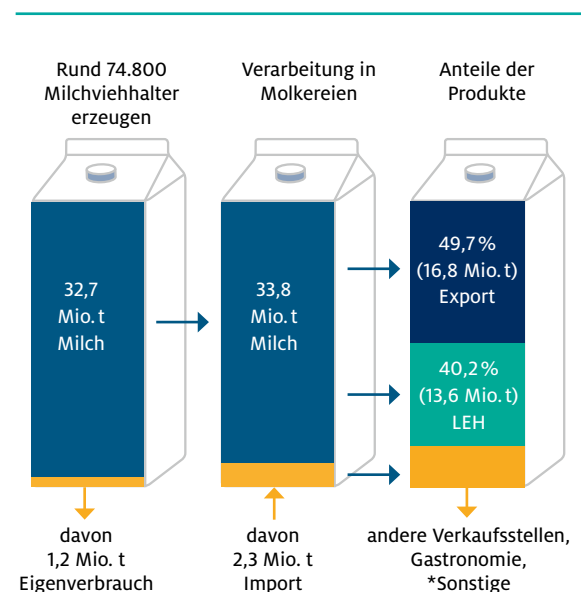 Rund 74.800
Milchviehhalter
erzeugen
Verarbeitung in
Molkereien
Anteile der
Produkte
32,7
Mio. t
Milch
33,8
Mio. t
Milch
49,7 %
(16,8 Mio. t)
Export
40,2 %
(13,6 Mio. t)
LEH
davon
1,2 Mio. t
Eigenverbrauch
davon
2,3 Mio. t
Import
andere Verkaufsstellen,
Gastronomie,
*Sonstige